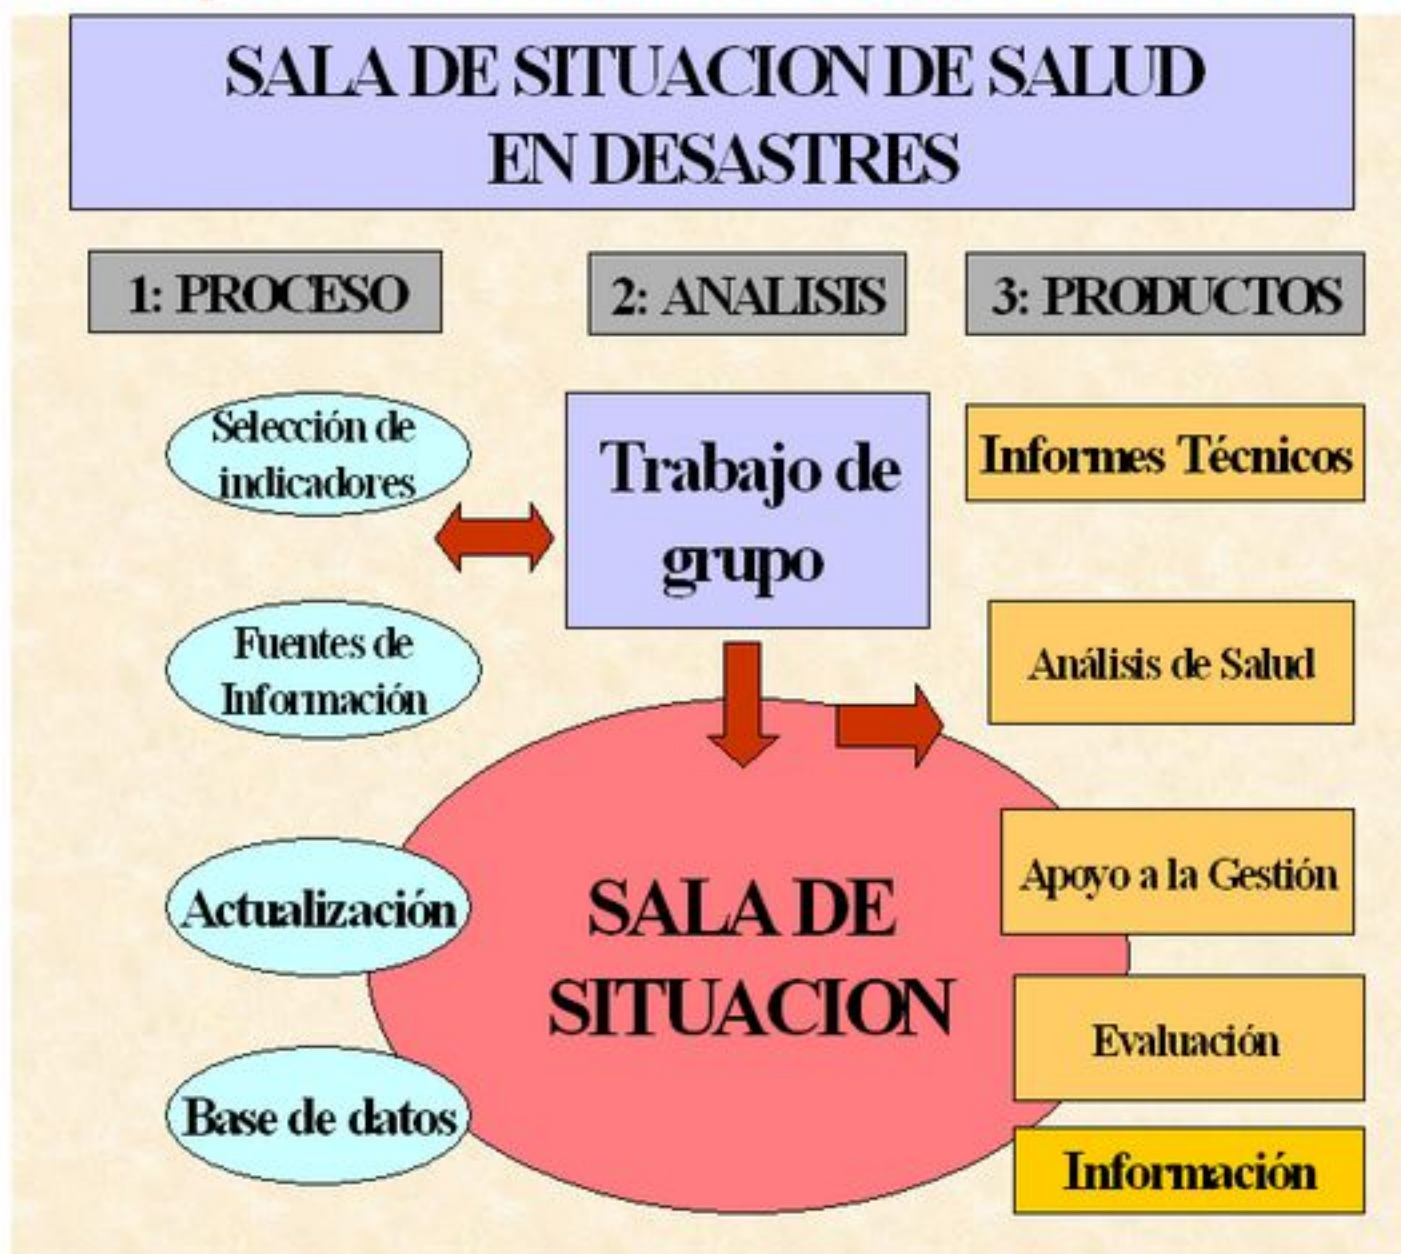 SALA DE SITUACION DE SALUD
EN DESASTRES
1: PROCESO
2: ANALISIS
3: PRODUCTOS
Selección de
indicadores
Fuentes de
Información
Actualización
Base de datos
Trabajo de
grupo
SALA DE
SITUACION
Informes Técnicos
Análisis de Salud
Apoyo a la Gestión
Evaluación
Información